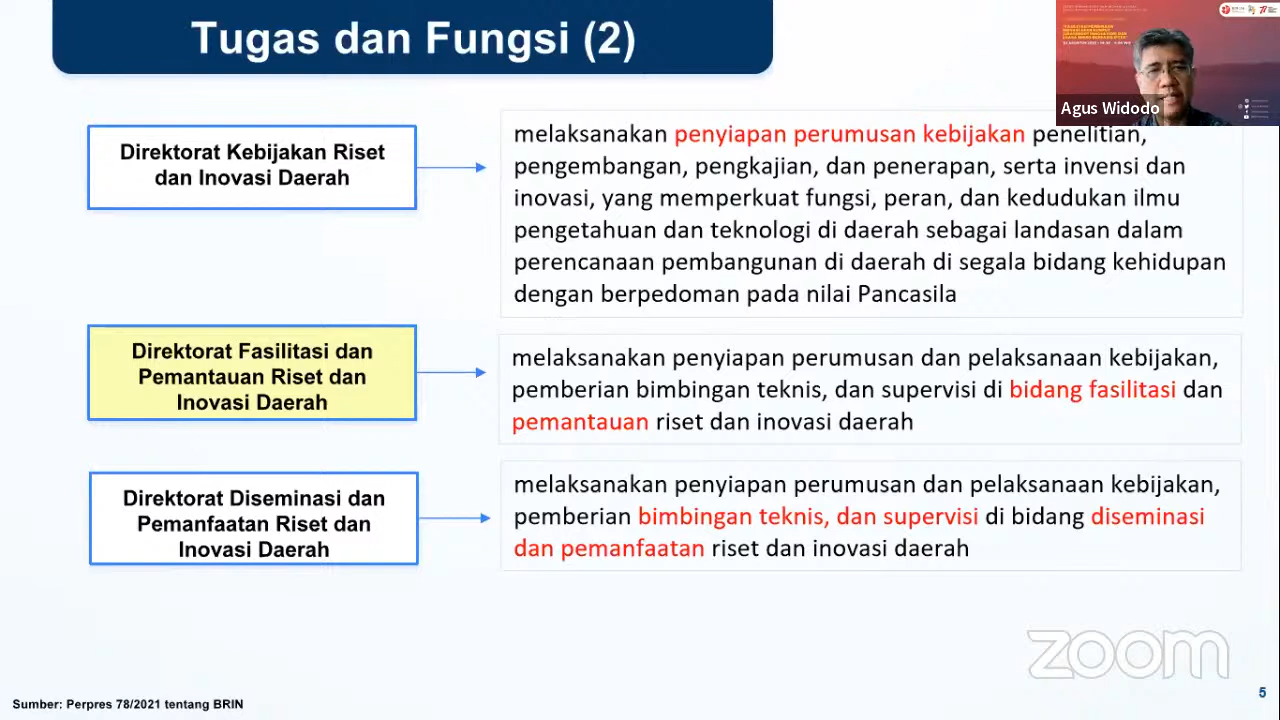 Tugas dan Fungsi (2)
Agus Widodo
Direktorat Kebijakan Riset
dan Inovasi Daerah
melaksanakan penyiapan perumusan kebijakan penelitian,
pengembangan, pengkajian, dan penerapan, serta invensi dan
inovasi, yang memperkuat fungsi, peran, dan kedudukan ilmu
pengetahuan dan teknologi di daerah sebagai landasan dalam
perencanaan pembangunan di daerah di segala bidang kehidupan
dengan berpedoman pada nilai Pancasila
Direktorat Fasilitasi dan
Pemantauan Riset dan
Inovasi Daerah
melaksanakan penyiapan perumusan dan pelaksanaan kebijakan,
pemberian bimbingan teknis, dan supervisi di bidang fasilitasi dan
pemantauan riset dan inovasi daerah
Direktorat Diseminasi dan
Pemanfaatan Riset dan
Inovasi Daerah
melaksanakan penyiapan perumusan dan pelaksanaan kebijakan,
pemberian bimbingan teknis, dan supervisi di bidang diseminasi
dan pemanfaatan riset dan inovasi daerah
zoom
5
Sumber: Perpres 78/2021 tentang BRIN